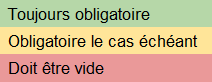 Toujours obligatoire
Obligatoire le cas échéant
Doit être vide